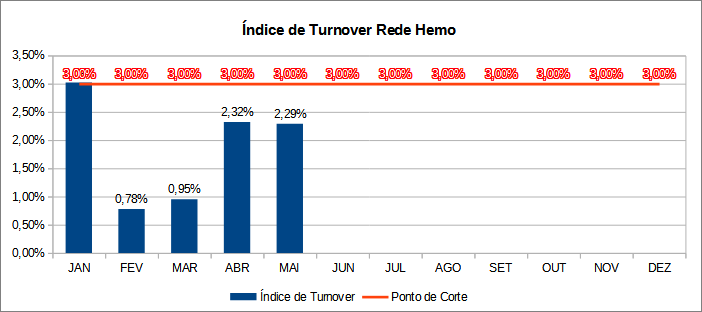 Índice de Turnover Rede Hemo
3,50%
3,00%
2,50%
2,00%
1,50%
1,00%
0,50%
0,00%
3,00% 3,00% 3,00% 3,00% 3,00% 3,00% 3,00% 3,00% 3,00% 3,00% 3,00% 3,00%
0,78% 0,95% 2,32% 2,29%
JAN FEV MAR ABR MAI JUN JUL AGO SET OUT NOV DEZ
Índice de Turnover Ponto de Corte